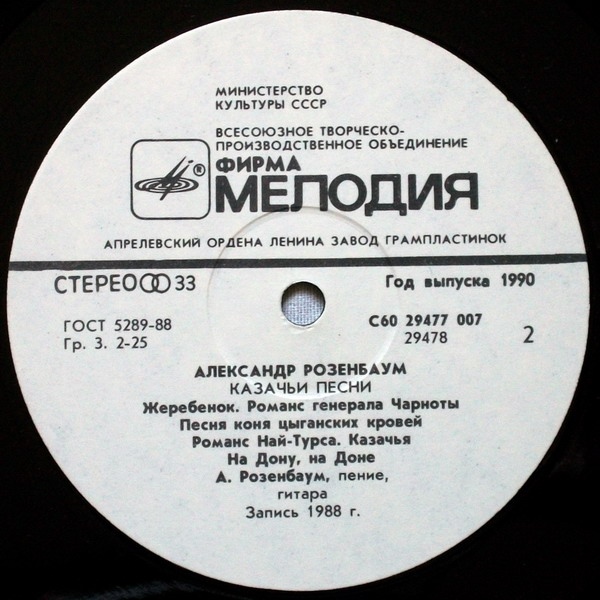 МИНИСТЕРСТВО
КУЛЬТУРЫ СССР
ВСЕСОЮЗНОЕ ТВОРЧЕСКО-
ПРОИЗВОДСТВЕННОЕ ОБЪЕДИНЕНИЕ
®
ФИРМА
МЕЛОДИЯ
АПРЕЛЕВСКИЙ ОРДЕНА ЛЕНИНА ЗАВОД ГРАМПЛАСТИНОК
СТЕРЕО 33
Год выпуска 1990
ГОСТ 5289-88
Гр. 3. 2-25
С60 29477 007
29478
2
АЛЕКСАНДР РОЗЕНБАУМ
КАЗАЧЬИ ПЕСНИ
Жеребенок. Романс генерала Чарноты
Песня коня цыганских кровей
Романс Най-Турса. Казачья
На Дону, на Доне
А. Розенбаум, пение,
гитара
Запись 1988 г.